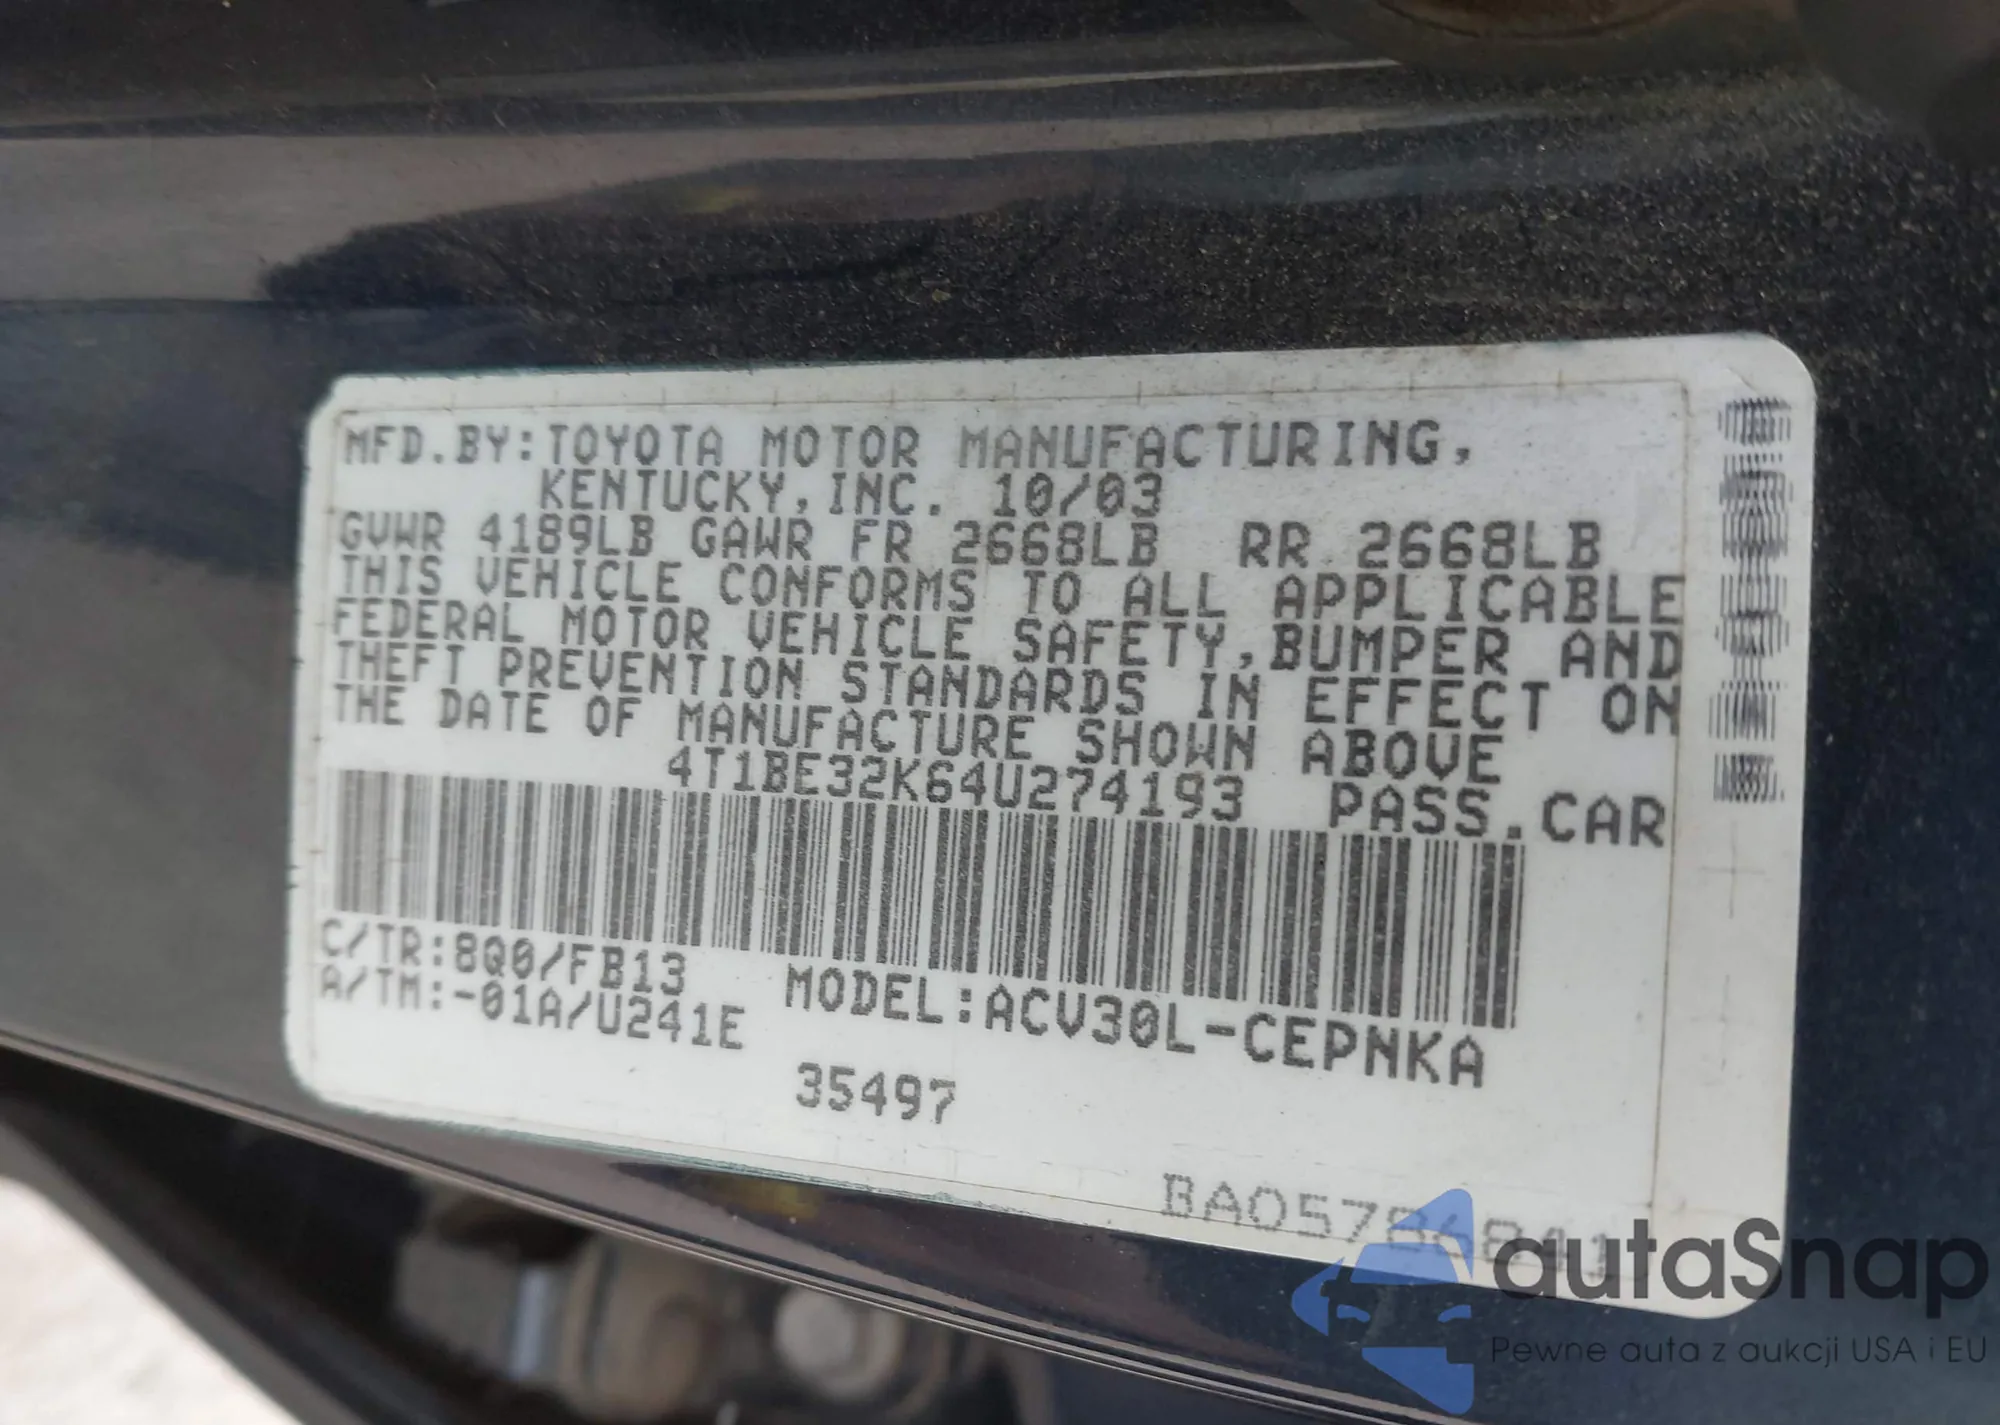 MFD.BY:TOYOTA MOTOR MANUFACTURING,
KENTUCKY,INC. 10/03
GVWR 4189LB GAWR FR 2668LB RR 2668LB
THIS VEHICLE CONFORMS TO ALL APPLICABLE
FEDERAL MOTOR VEHICLE SAFETY,BUMPER AND
THEFT PREVENTION STANDARDS IN EFFECT ON
THE DATE OF MANUFACTURE SHOWN ABOVE
4T1BE32K64U274193 PASS.CAR
C/TR:8Q0/FB13
A/TM:-01A/U241E
MODEL:ACV30L-CEPNKA
35497
autaSnap
Pewne auta z aukcji USA i EU